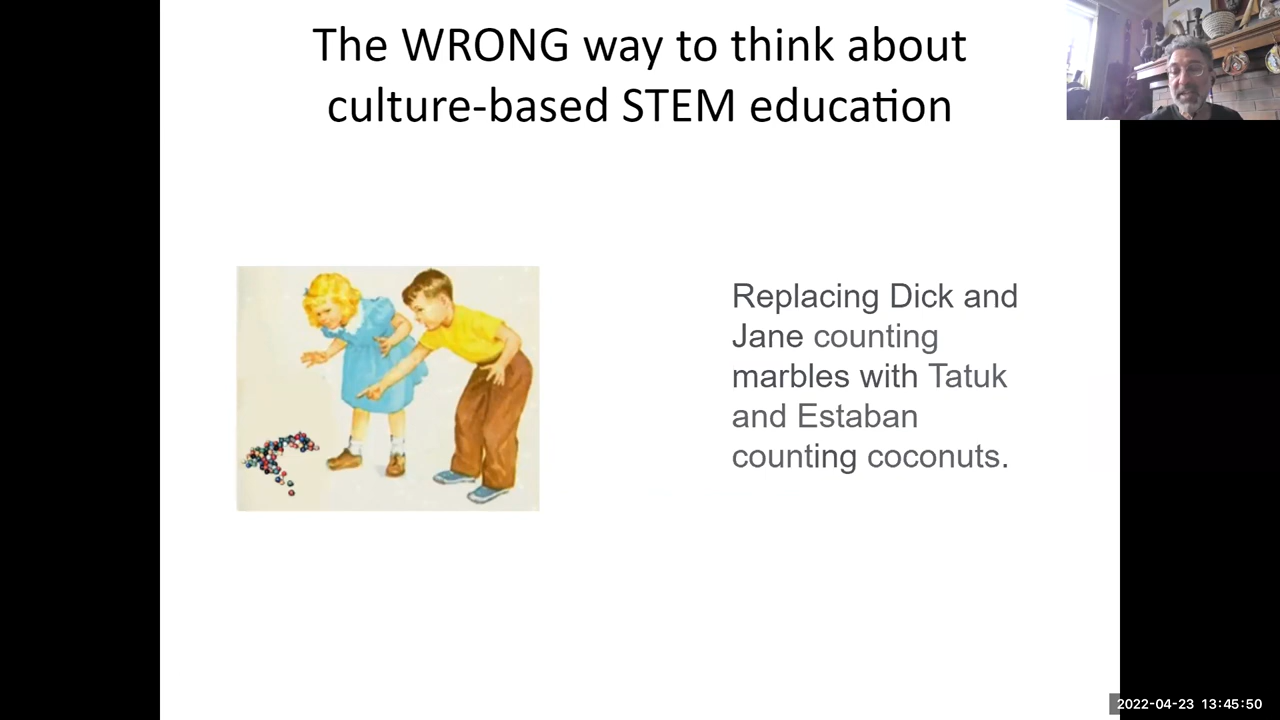 The WRONG way to think about
culture-based STEM education
Replacing Dick and
Jane counting
marbles with Tatuk
and Estaban
counting coconuts.
2022-04-23 13:45:50